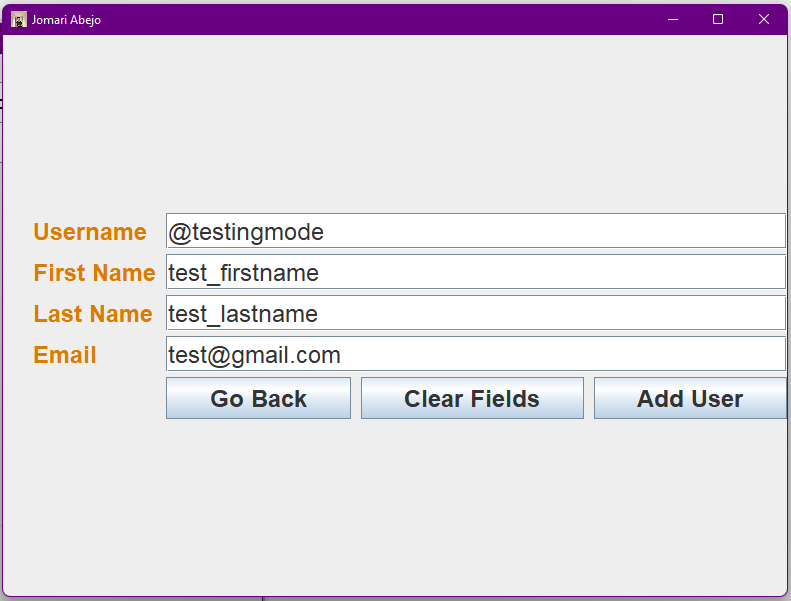 Jomari Abejo
Username @testingmode
First Name test_firstname
Last Name test_lastname
Email test@gmail.com
Go Back Clear Fields Add User